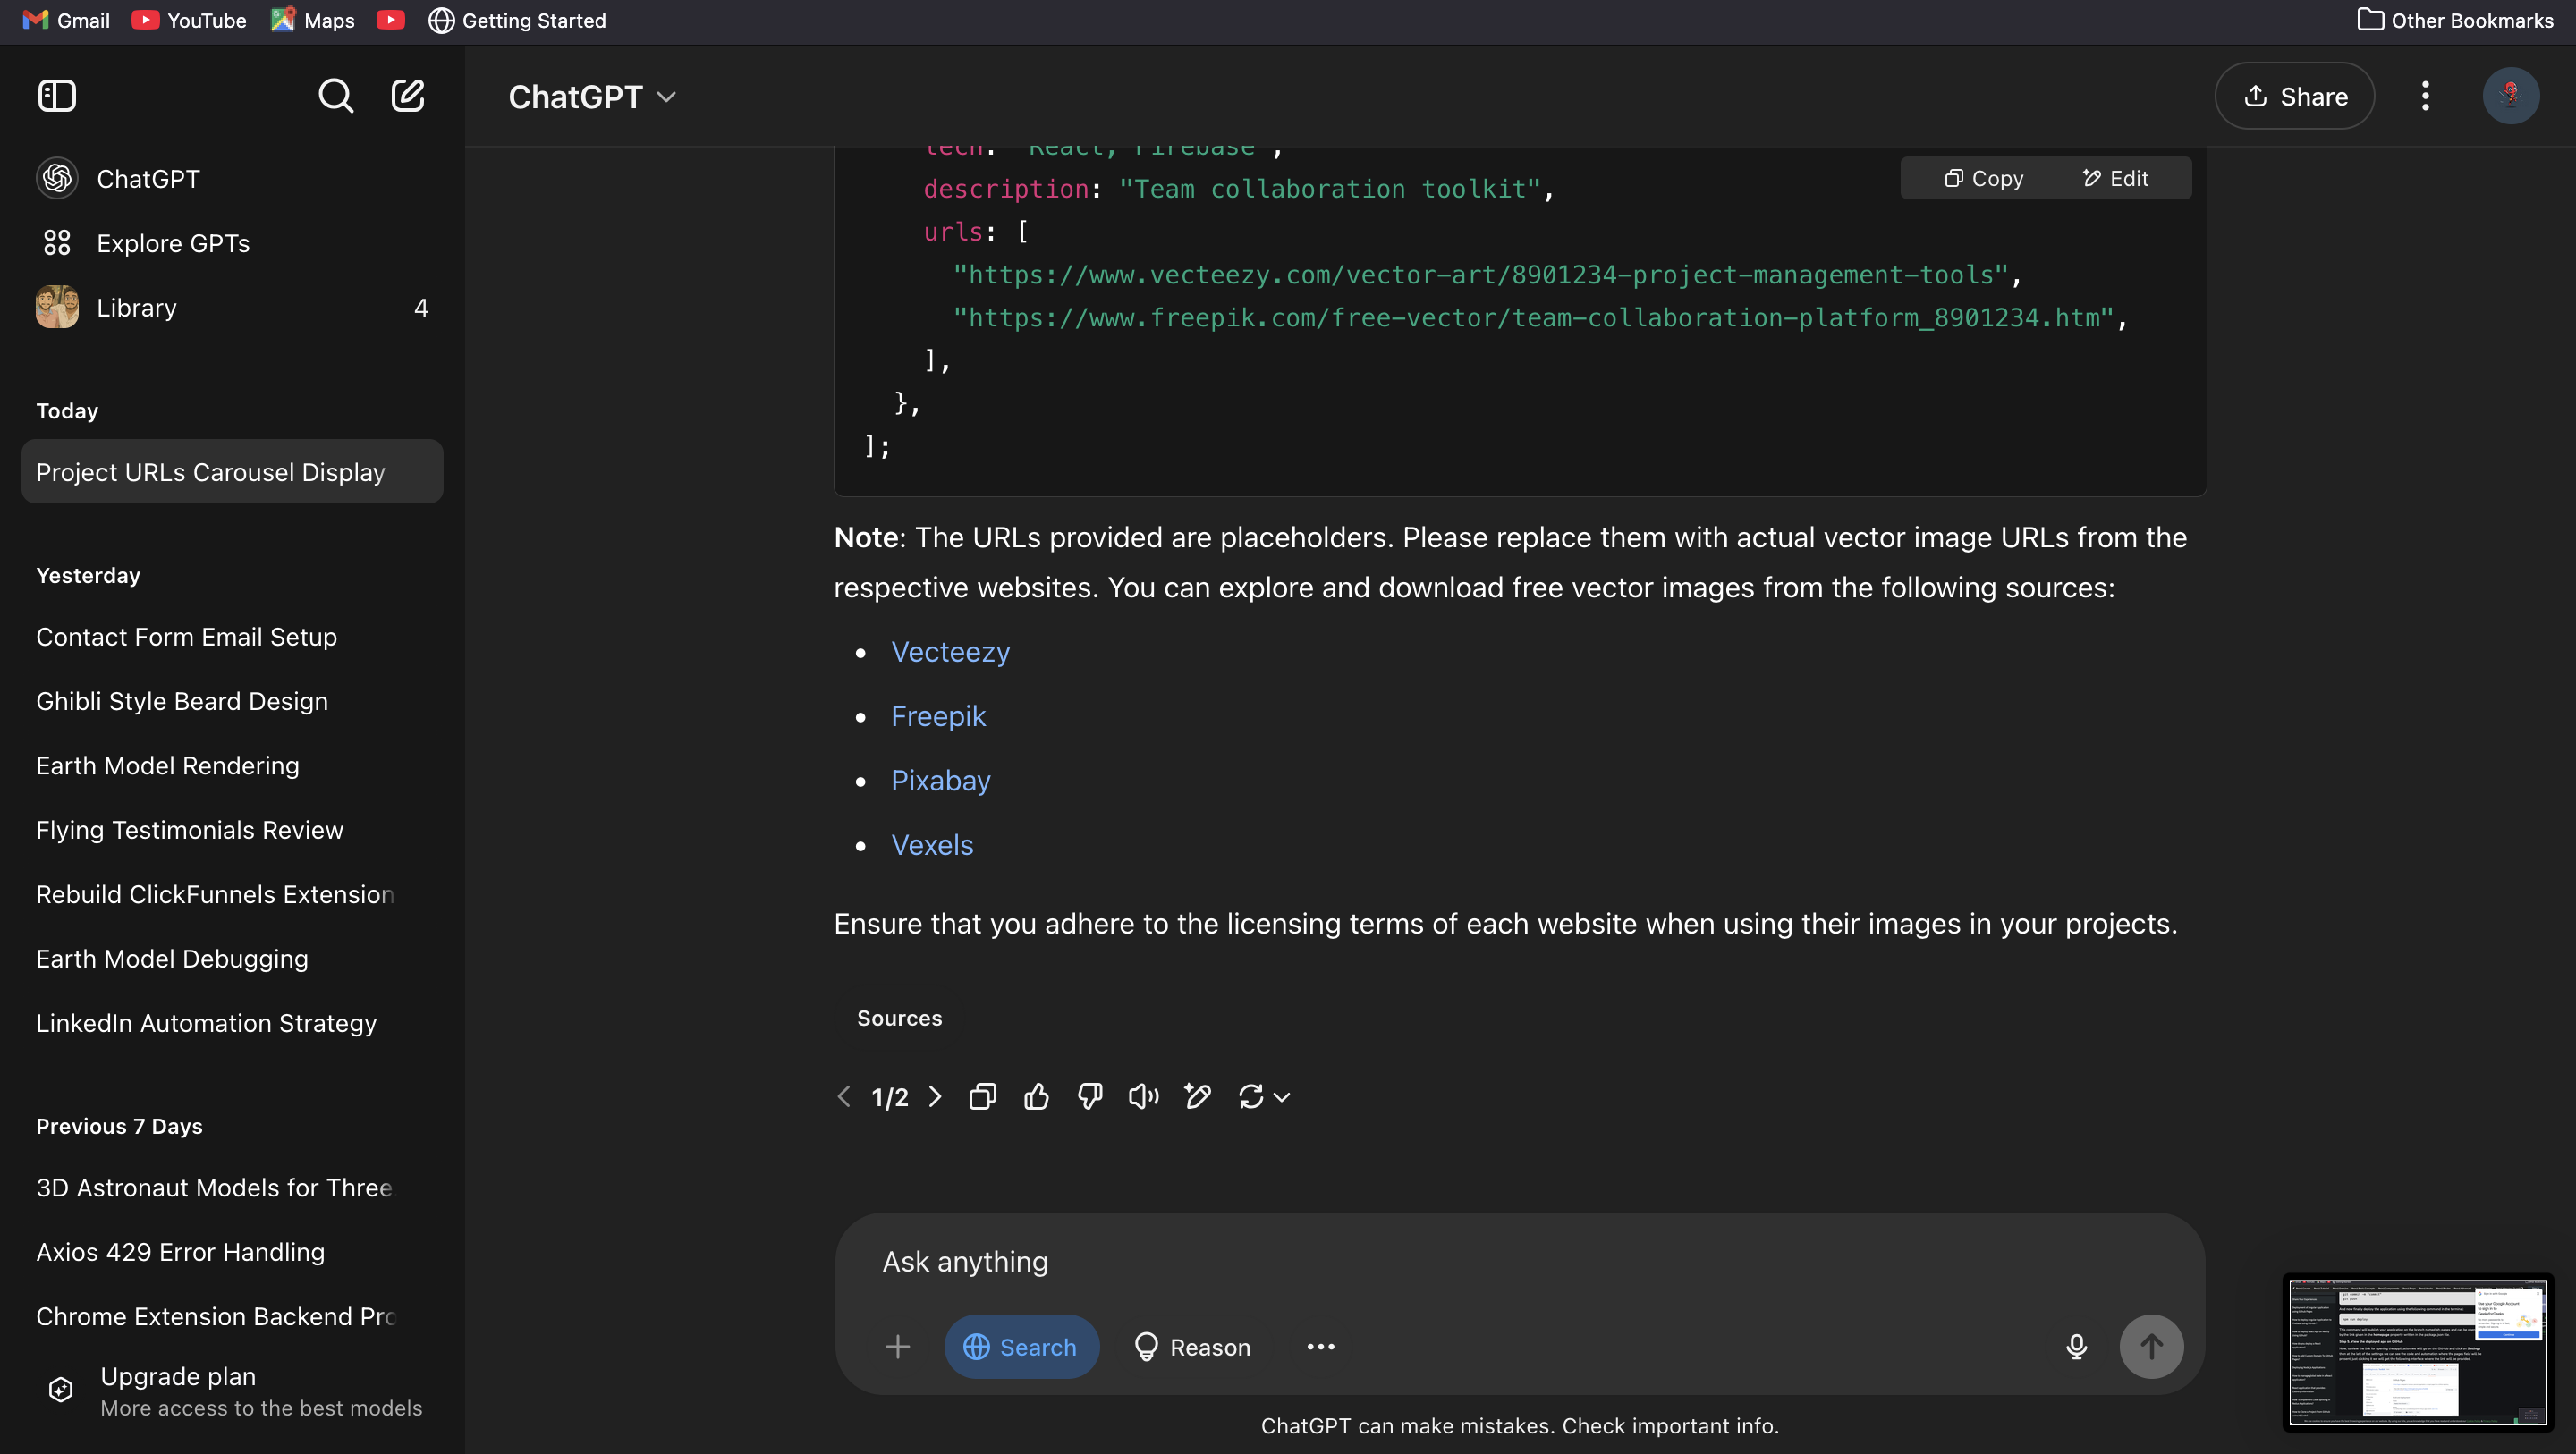 Gmail YouTube Maps Getting Started Other Bookmarks
ChatGPT
Share
ChatGPT
Explore GPTs
Library 4
Today
Project URLs Carousel Display
Yesterday
Contact Form Email Setup
Ghibli Style Beard Design
Earth Model Rendering
Flying Testimonials Review
Rebuild ClickFunnels Extension
Earth Model Debugging
LinkedIn Automation Strategy
Previous 7 Days
3D Astronaut Models for Three.
Axios 429 Error Handling
Chrome Extension Backend Pro
Upgrade plan
More access to the best models
tech: "React, Firebase",
Copy Edit
description: "Team collaboration toolkit",
urls: [
"https://www.vecteezy.com/vector-art/8901234-project-management-tools",
"https://www.freepik.com/free-vector/team-collaboration-platform_8901234.htm",
],
},
];
Note: The URLs provided are placeholders. Please replace them with actual vector image URLs from the
respective websites. You can explore and download free vector images from the following sources:
• Vecteezy
• Freepik
• Pixabay
• Vexels
Ensure that you adhere to the licensing terms of each website when using their images in your projects.
Sources
1/2
Ask anything
Search Reason
ChatGPT can make mistakes. Check important info.